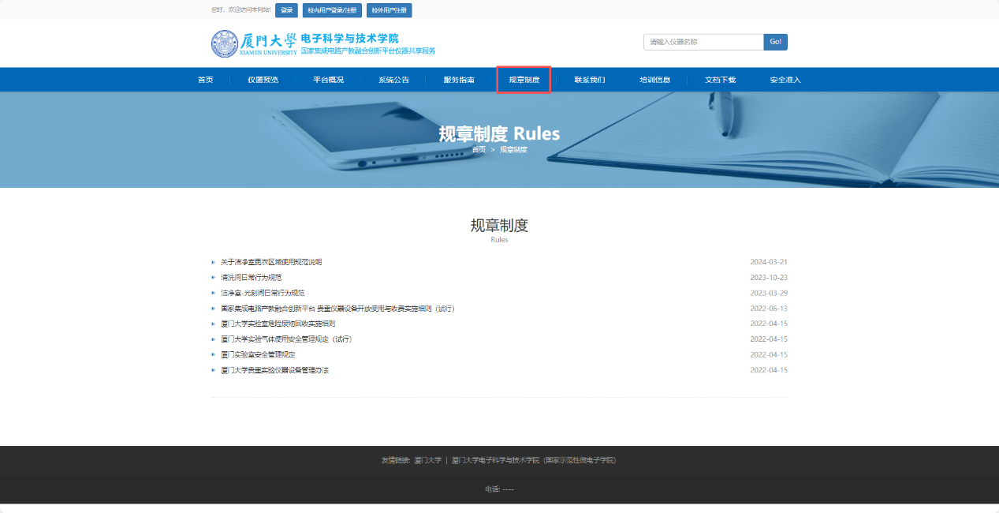 您好，欢迎访问本网站! 登录 校内用户登录/注册 校外用户注册
厦門大學 电子科学与技术学院
XIAMEN UNIVERSITY 国家集成电路产教融合创新平台仪器共享服务
请输入仪器名称 Go!
首页 仪器预览 平台概况 系统公告 服务指南 规章制度 联系我们 培训信息 文档下载 安全准入
规章制度 Rules
首页 > 规章制度
规章制度
Rules
关于洁净室更衣区域使用规范说明 2024-03-21
清洗间日常行为规范 2023-10-23
洁净室-光刻间日常行为规范 2023-03-29
国家集成电路产教融合创新平台 贵重仪器设备开放使用与收费实施细则（试行） 2022-06-13
厦门大学实验室危险废物回收实施细则 2022-04-15
厦门大学实验气体使用安全管理规定（试行） 2022-04-15
厦门实验室安全管理规定 2022-04-15
厦门大学贵重实验仪器设备管理办法 2022-04-15
友情链接: 厦门大学 | 厦门大学电子科学与技术学院（国家示范性微电子学院）
电话: ----